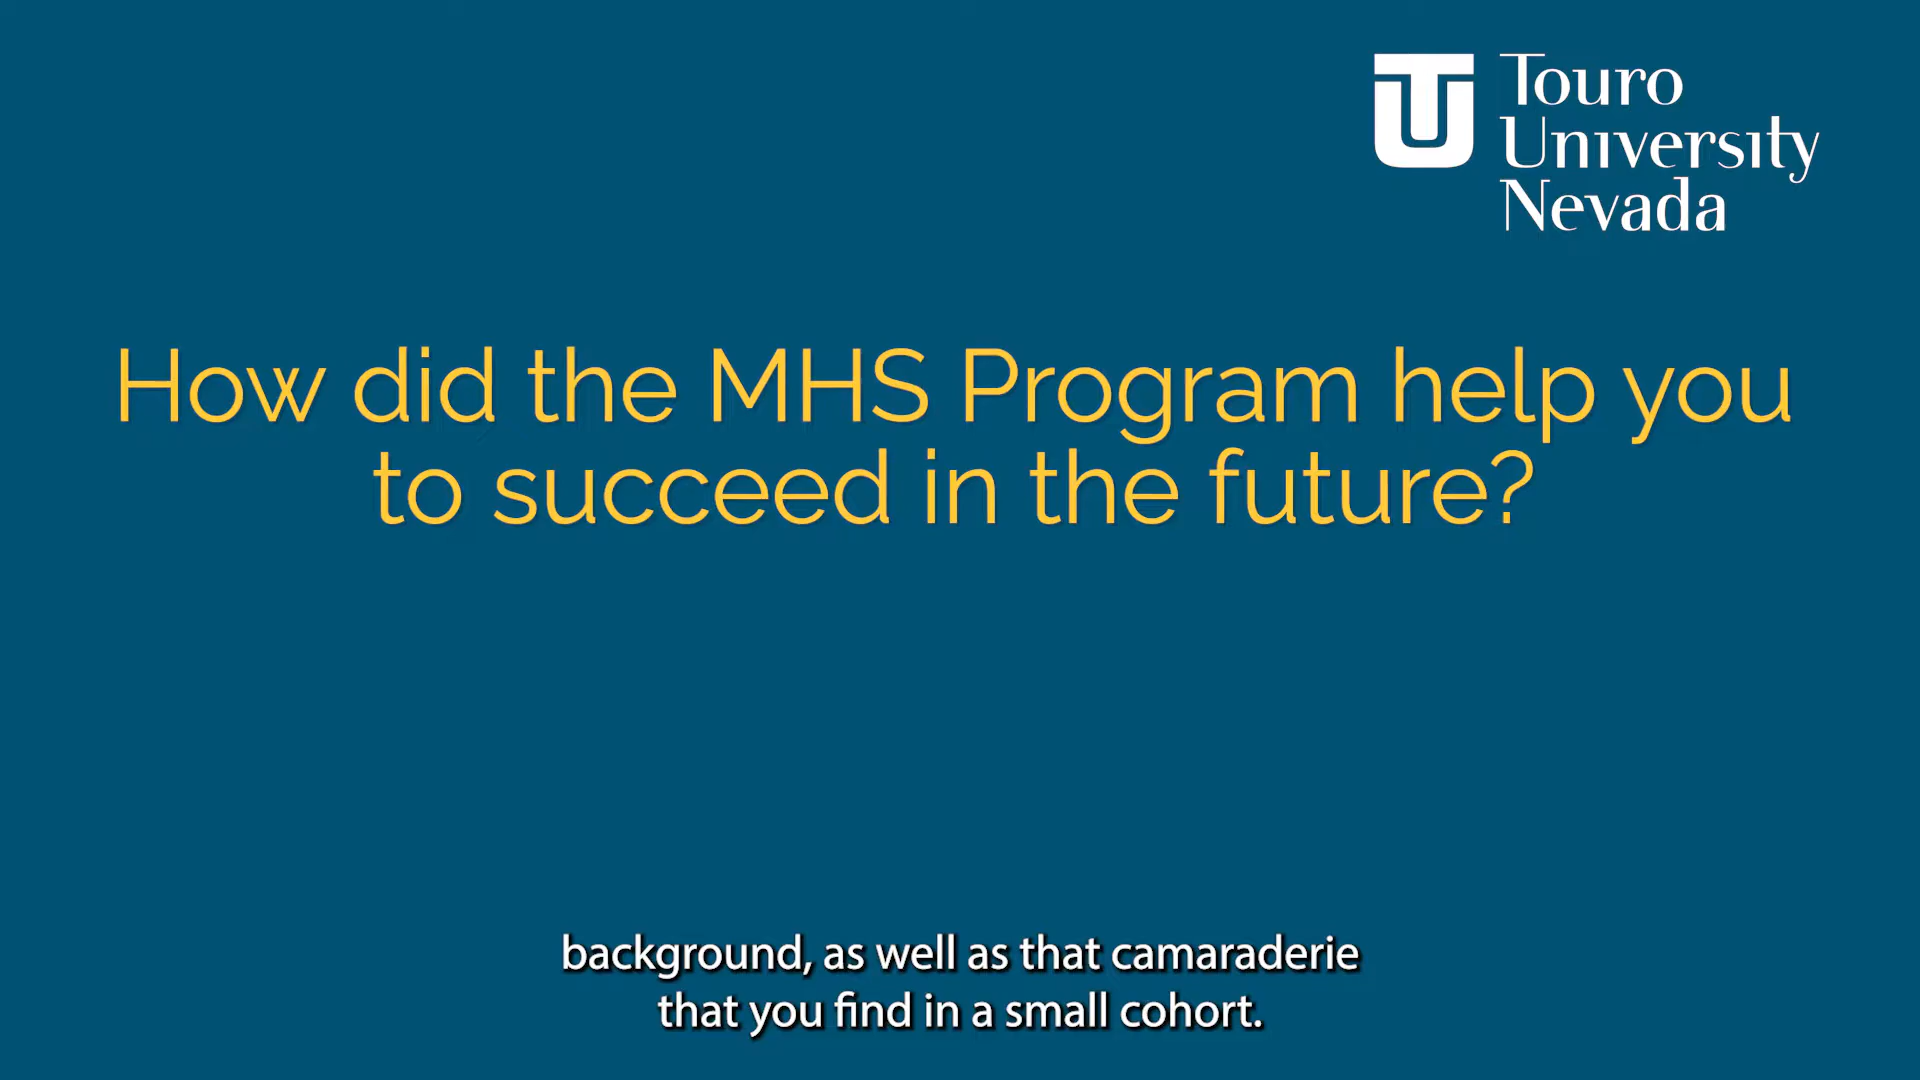 Touro
University
Nevada
How did the MHS Program help you
to succeed in the future?
background, as well as that camaraderie
that you find in a small cohort.